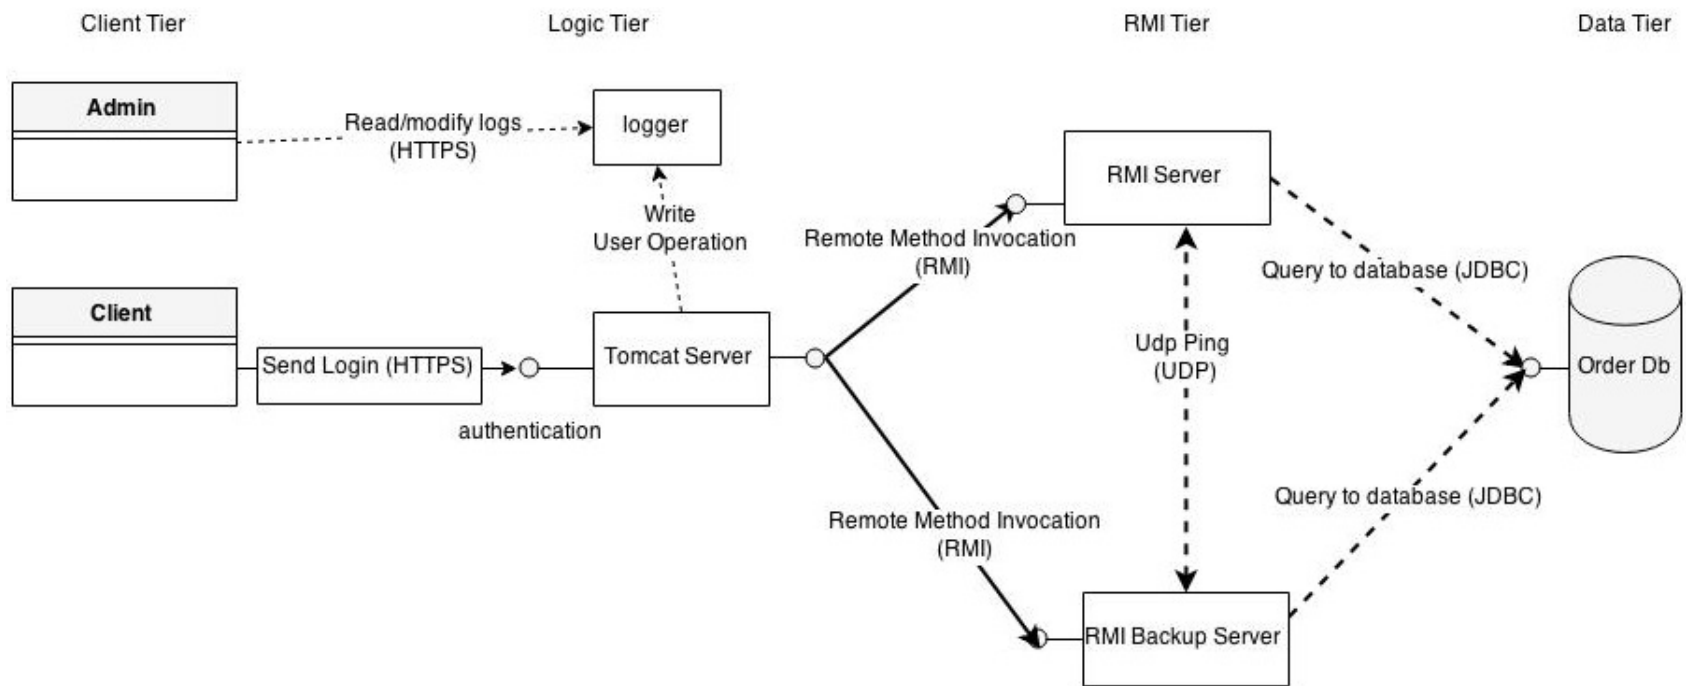 Client Tier
Logic Tier
RMI Tier
Data Tier
Admin
Read/modify logs
(HTTPS)
logger
RMI Server
Write
User Operation
Remote Method Invocation
(RMI)
Query to database (JDBC)
Client
Send Login (HTTPS)
authentication
Tomcat Server
Udp Ping
(UDP)
Order Db
Remote Method Invocation
(RMI)
Query to database (JDBC)
RMI Backup Server